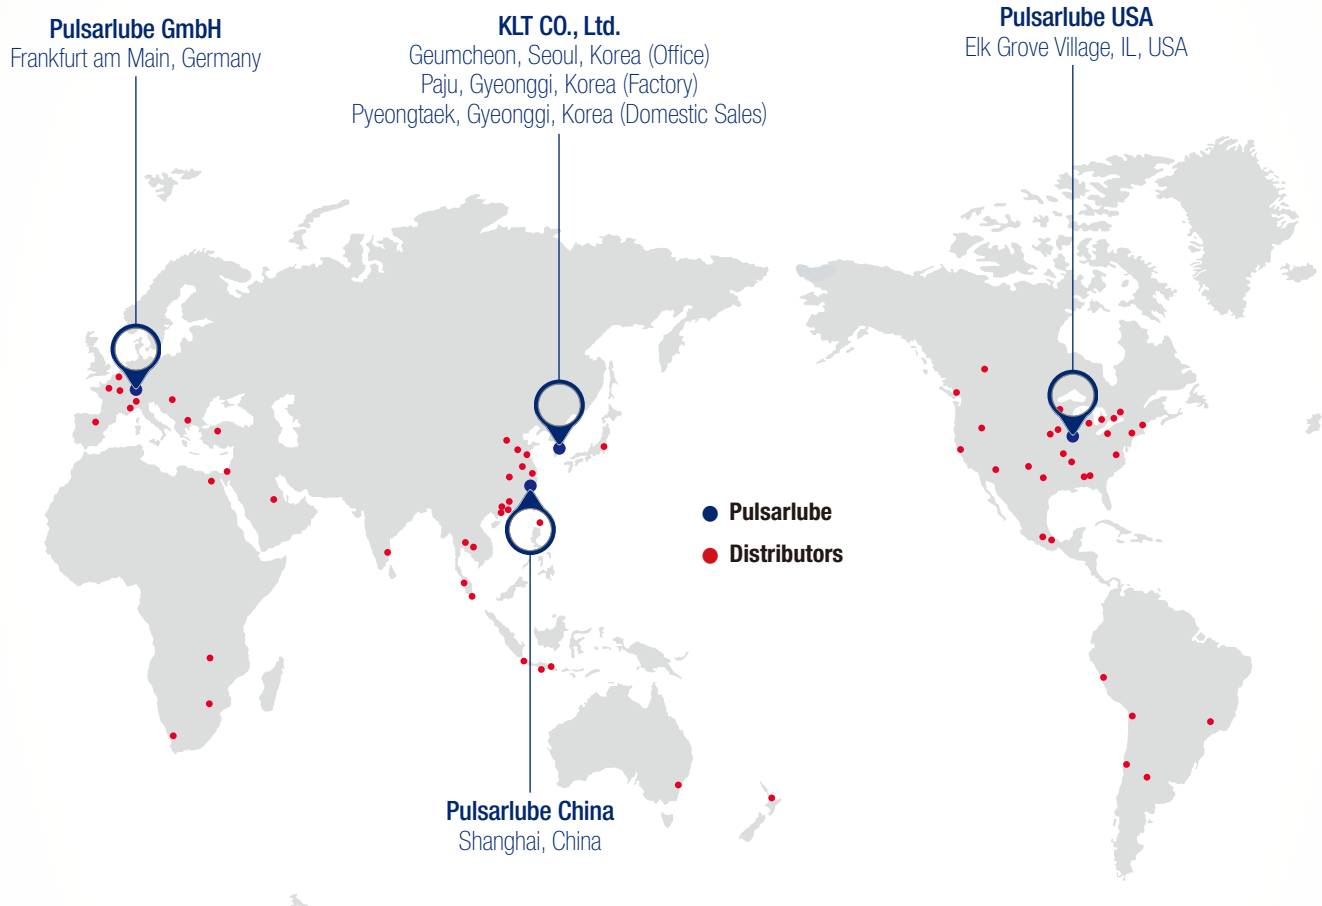 Pulsarlube GmbH
Frankfurt am Main, Germany
KLT CO., Ltd.
Geumcheon, Seoul, Korea (Office)
Paju, Gyeonggi, Korea (Factory)
Pyeongtaek, Gyeonggi, Korea (Domestic Sales)
Pulsarlube USA
Elk Grove Village, IL, USA
Pulsarlube
Distributors
Pulsarlube China
Shanghai, China